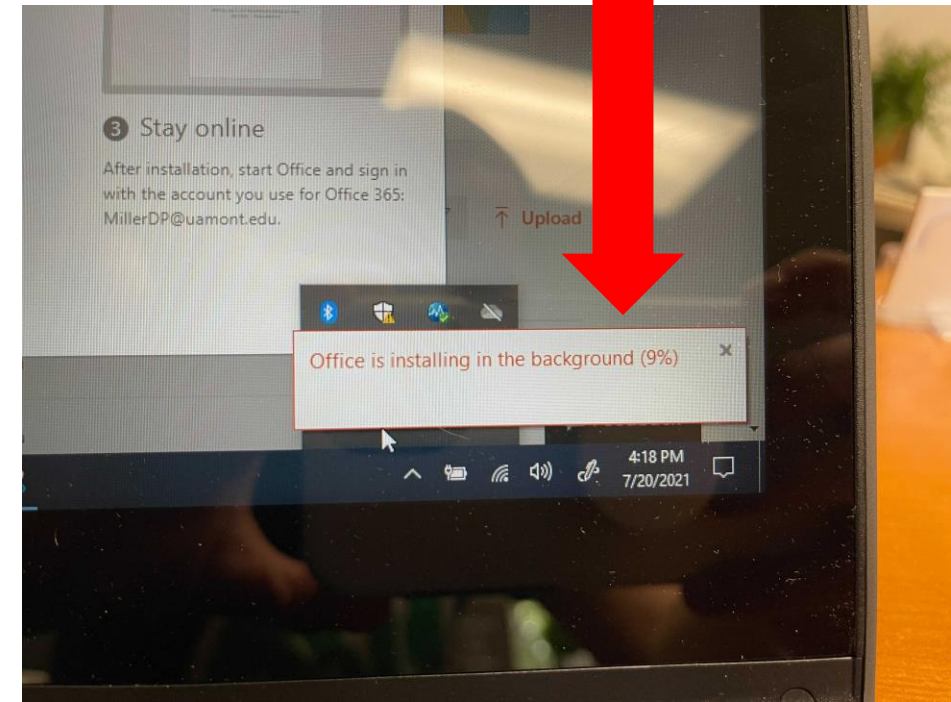 3 Stay online
After installation, start Office and sign in
with the account you use for Office 365:
MillerDP@uamont.edu.
Upload
Office is installing in the background (9%)
4:18 PM
7/20/2021